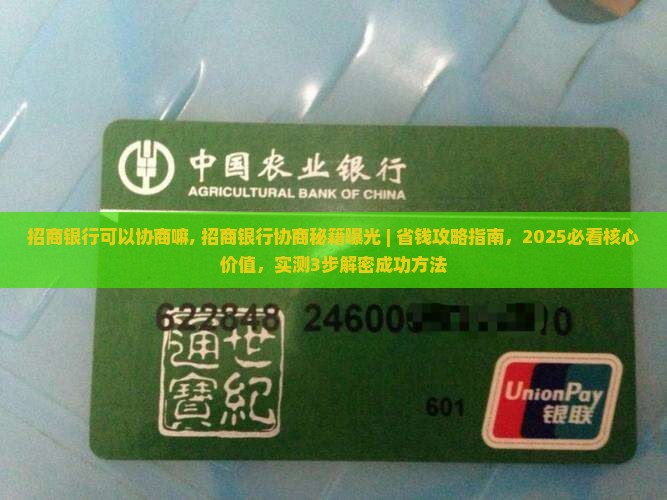 中国农业银行
AGRICULTURAL BANK OF CHINA
招商银行可以协商嘛, 招商银行协商秘籍曝光 | 省钱攻略指南，2025必看核心
价值，实测3步解密成功方法
622848 24600
0
世紀
通寶
601
UnionPay
银联